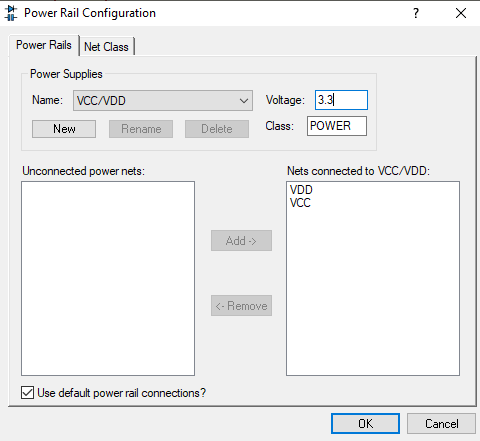 Power Rail Configuration
?
Power Rails Net Class
Power Supplies
Name: VCC/VDD Voltage: 3.3
New Rename Delete Class: POWER
Unconnected power nets: Nets connected to VCC/VDD:
VDD
VCC
Add ->
<- Remove
Use default power rail connections?
OK Cancel